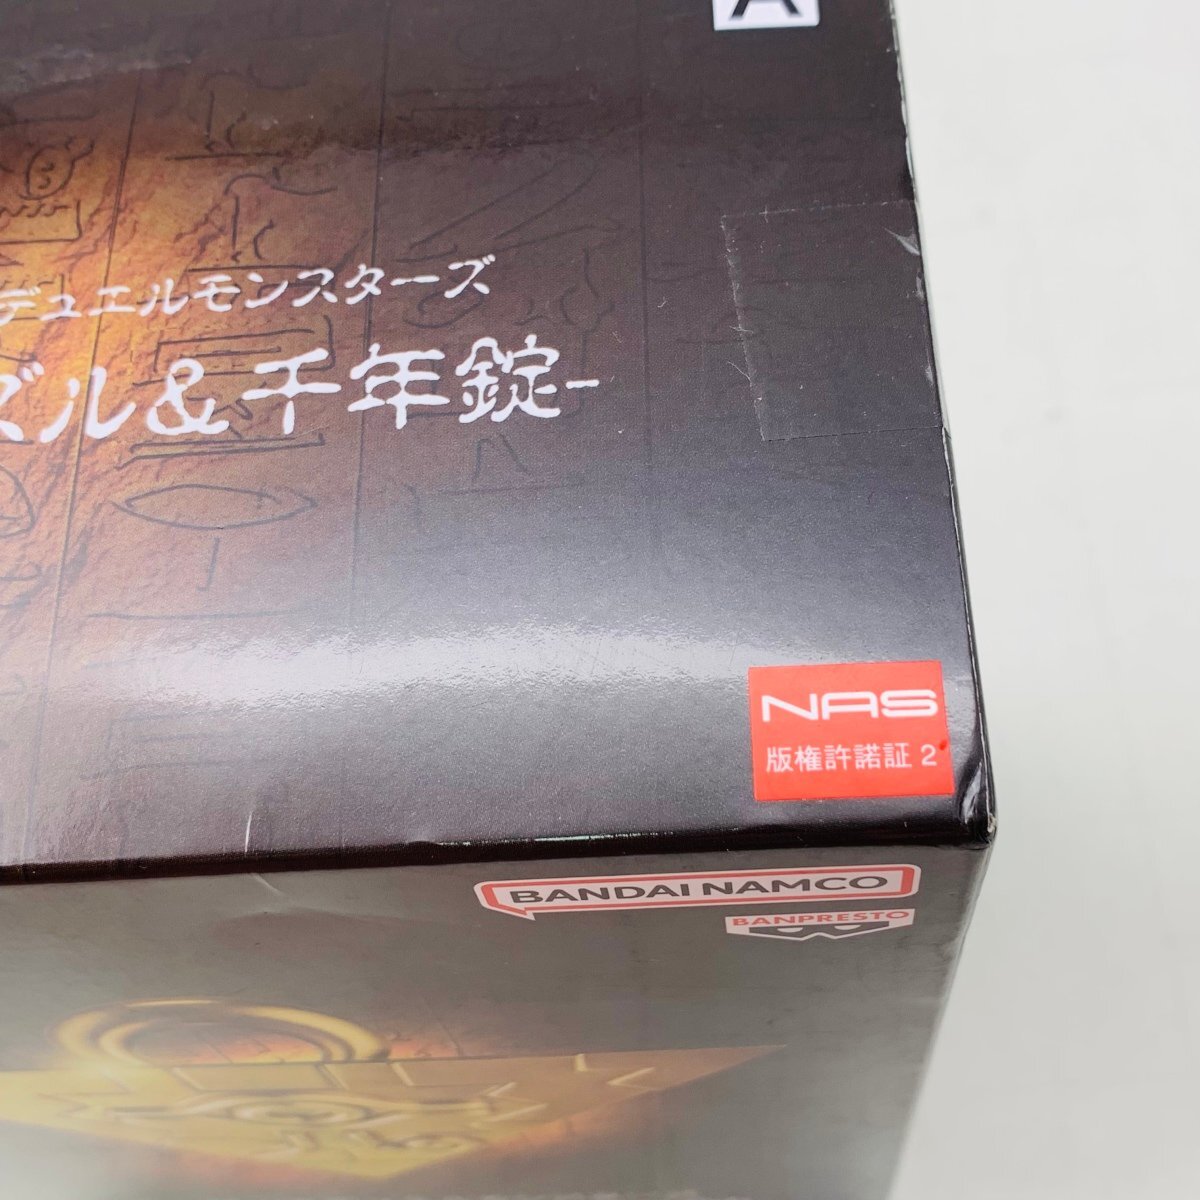 A
デュエルモンスターズ
ズル&千年錠-
NAS
版権許諾証 2
BANDAI NAMCO
BANPRESTO